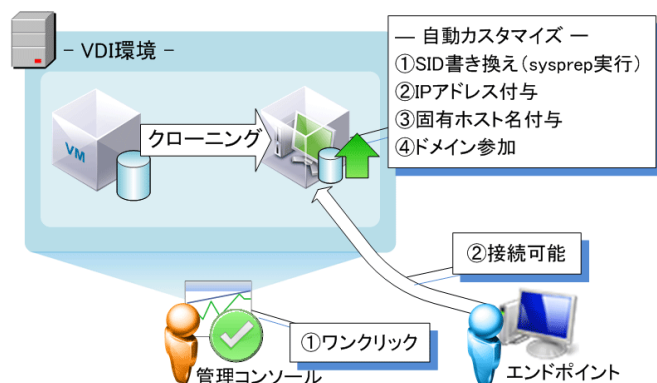 - VDI環境 -
― 自動カスタマイズ ―
①SID書き換え（sysprep実行）
②IPアドレス付与
③固有ホスト名付与
④ドメイン参加
VM
クローニング
②接続可能
①ワンクリック
管理コンソール
エンドポイント